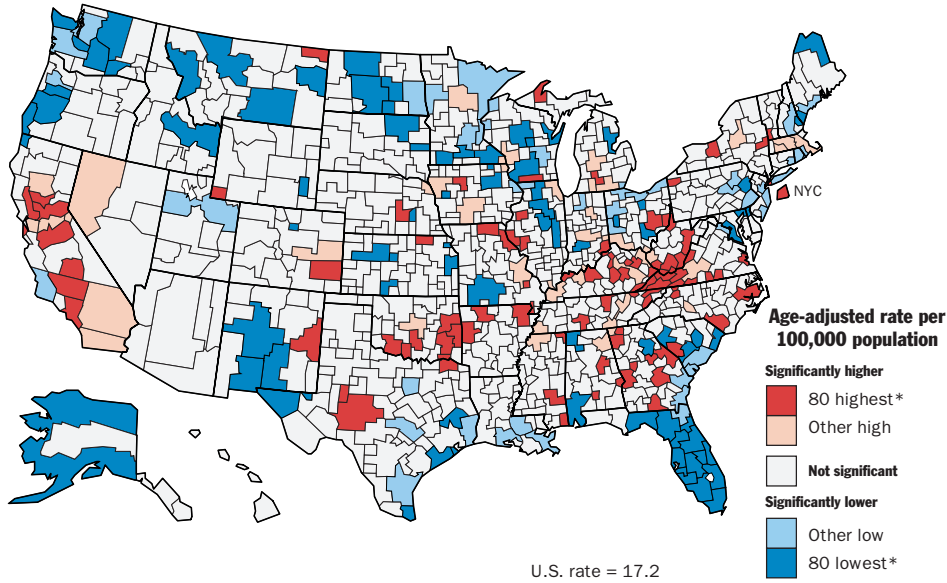 NYC
Age-adjusted rate per
100,000 population
Significantly higher
80 highest*
Other high
Not significant
Significantly lower
Other low
80 lowest*
U.S. rate = 17.2